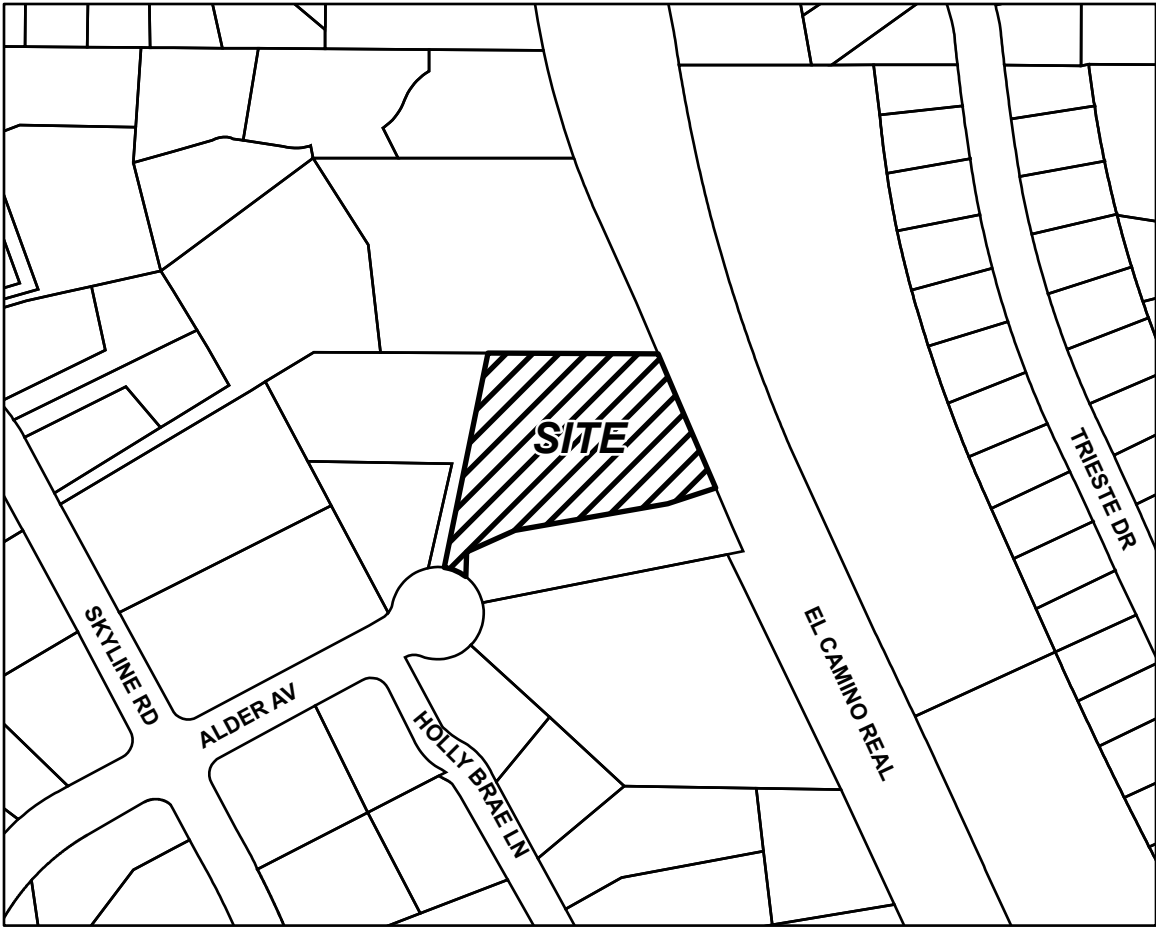 SITE
TRIESTE DR
SKYLINE RD
ALDER AV
HOLLY BRAE LN
EL CAMINO REAL